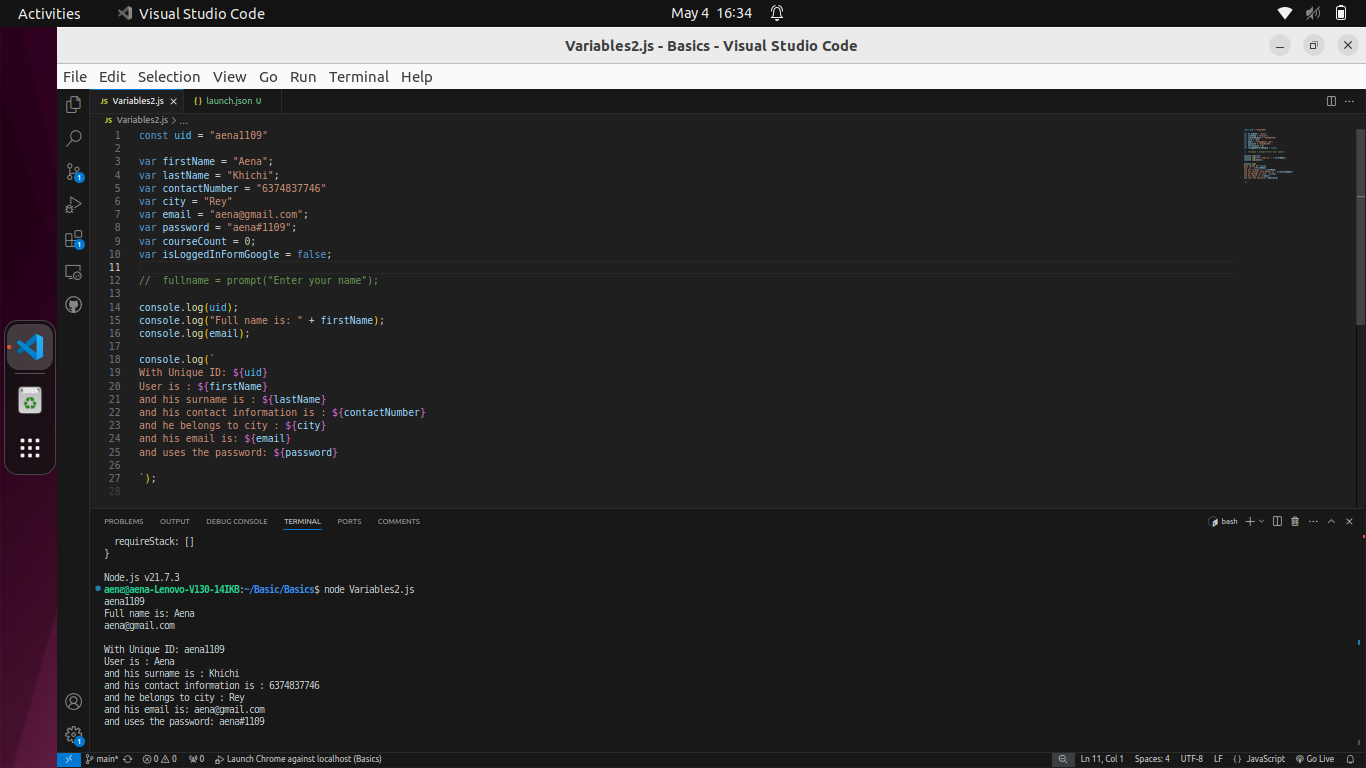 Activities Visual Studio Code May 4 16:34
Variables2.js - Basics - Visual Studio Code
File Edit Selection View Go Run Terminal Help
JS Variables2.js {} launch.json U
JS Variables2.js > ...
1 const uid = "aena1109"
2
3 var firstName = "Aena";
4 var lastName = "Khichi";
5 var contactNumber = "6374837746"
6 var city = "Rey"
7 var email = "aena@gmail.com";
8 var password = "aena#1109";
9 var courseCount = 0;
10 var isLoggedInFormGoogle = false;
11
12 //  fullname = prompt("Enter your name");
13
14 console.log(uid);
15 console.log("Full name is: " + firstName);
16 console.log(email);
17
18 console.log(`
19 With Unique ID: ${uid}
20 User is : ${firstName}
21 and his surname is : ${lastName}
22 and his contact information is : ${contactNumber}
23 and he belongs to city : ${city}
24 and his email is: ${email}
25 and uses the password: ${password}
26
27 `);
28
1
1
1
PROBLEMS OUTPUT DEBUG CONSOLE TERMINAL PORTS COMMENTS bash
requireStack: []
}
Node.js v21.7.3
aena@aena-Lenovo-V130-14IKB:~/Basic/Basics$ node Variables2.js
aena1109
Full name is: Aena
aena@gmail.com
With Unique ID: aena1109
User is : Aena
and his surname is : Khichi
and his contact information is : 6374837746
and he belongs to city : Rey
and his email is: aena@gmail.com
and uses the password: aena#1109
main* 0 0 0 Launch Chrome against localhost (Basics) Ln 11, Col 1 Spaces: 4 UTF-8 LF {} JavaScript Go Live